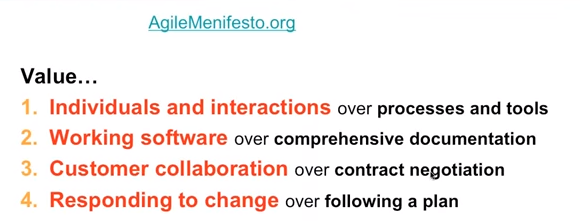 AgileMenifesto.org
Value…
1. Individuals and interactions over processes and tools
2. Working software over comprehensive documentation
3. Customer collaboration over contract negotiation
4. Responding to change over following a plan